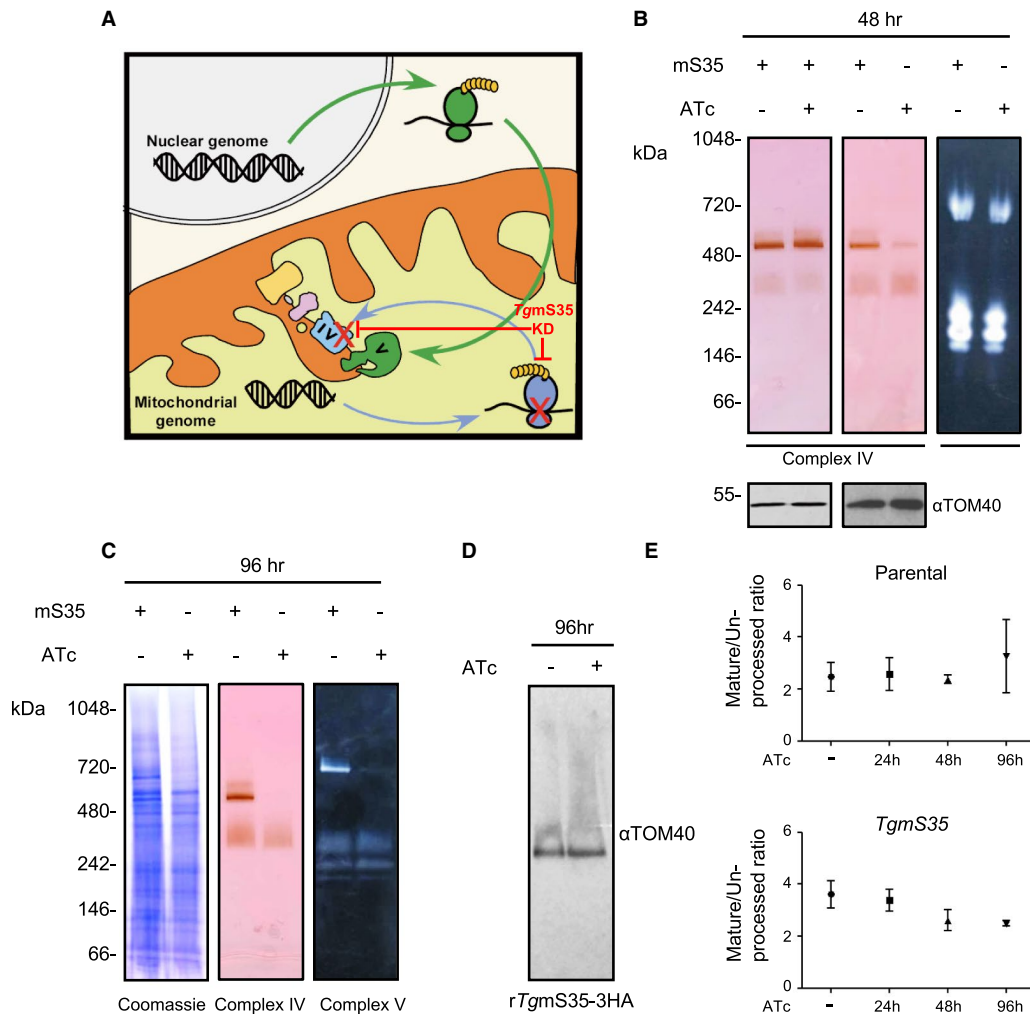 A
Nuclear genome
TgmS35
KD
IV
X
V
Mitochondrial
genome
X
B
48 hr
mS35 + + + - + -
ATc - + - + - +
kDa
1048-
720-
480-
242-
146-
66-
Complex IV
55-
αTOM40
C
96 hr
mS35 + - + - + -
ATc - + - + - +
kDa
1048-
720-
480-
242-
146-
66-
Coomassie Complex IV Complex V
D
96hr
ATc - +
αTOM40
rTgmS35-3HA
E
Parental
Mature/Un-
processed ratio
6
4
2
0
ATc - 24h 48h 96h
TgmS35
Mature/Un-
processed ratio
6
4
2
0
ATc - 24h 48h 96h